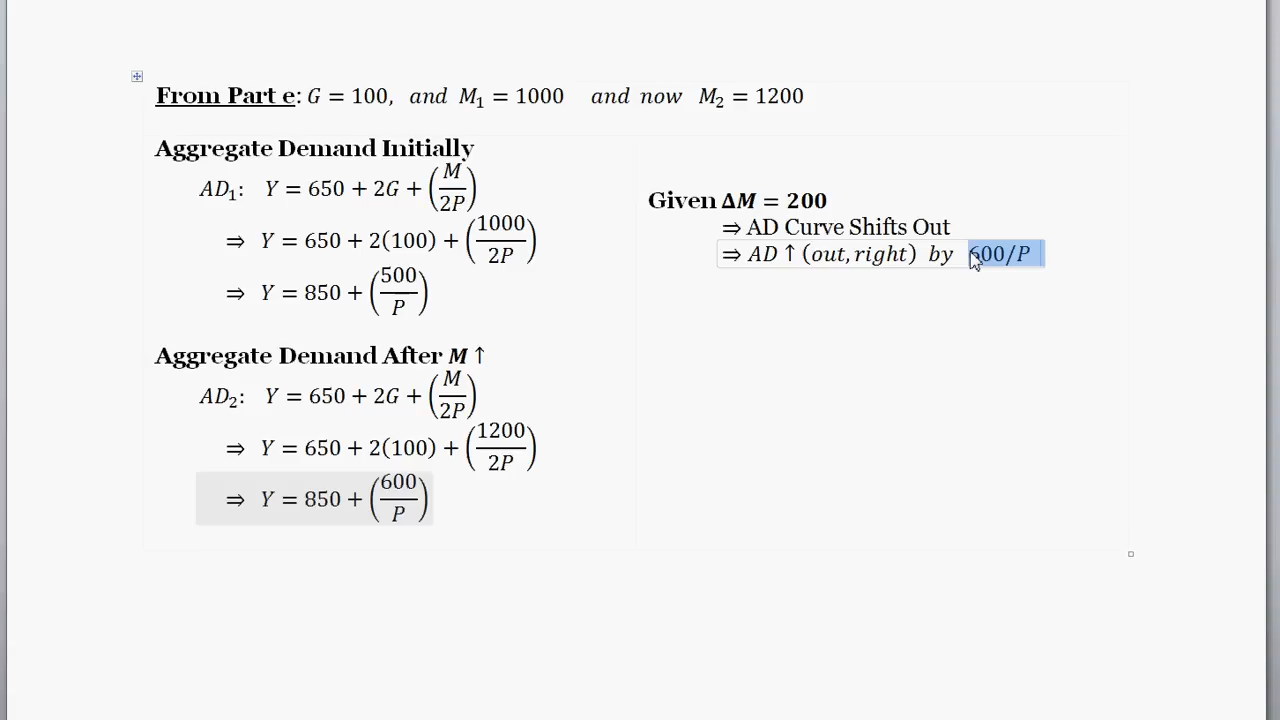 From Part e: G = 100, and M₁ = 1000 and now M₂ = 1200
Aggregate Demand Initially
AD₁: Y = 650 + 2G + (M/2P)
⇒ Y = 650 + 2(100) + (1000/2P)
⇒ Y = 850 + (500/P)
Aggregate Demand After M ↑
AD₂: Y = 650 + 2G + (M/2P)
⇒ Y = 650 + 2(100) + (1200/2P)
⇒ Y = 850 + (600/P)
Given ΔM = 200
⇒ AD Curve Shifts Out
⇒ AD ↑ (out, right) by 600/P